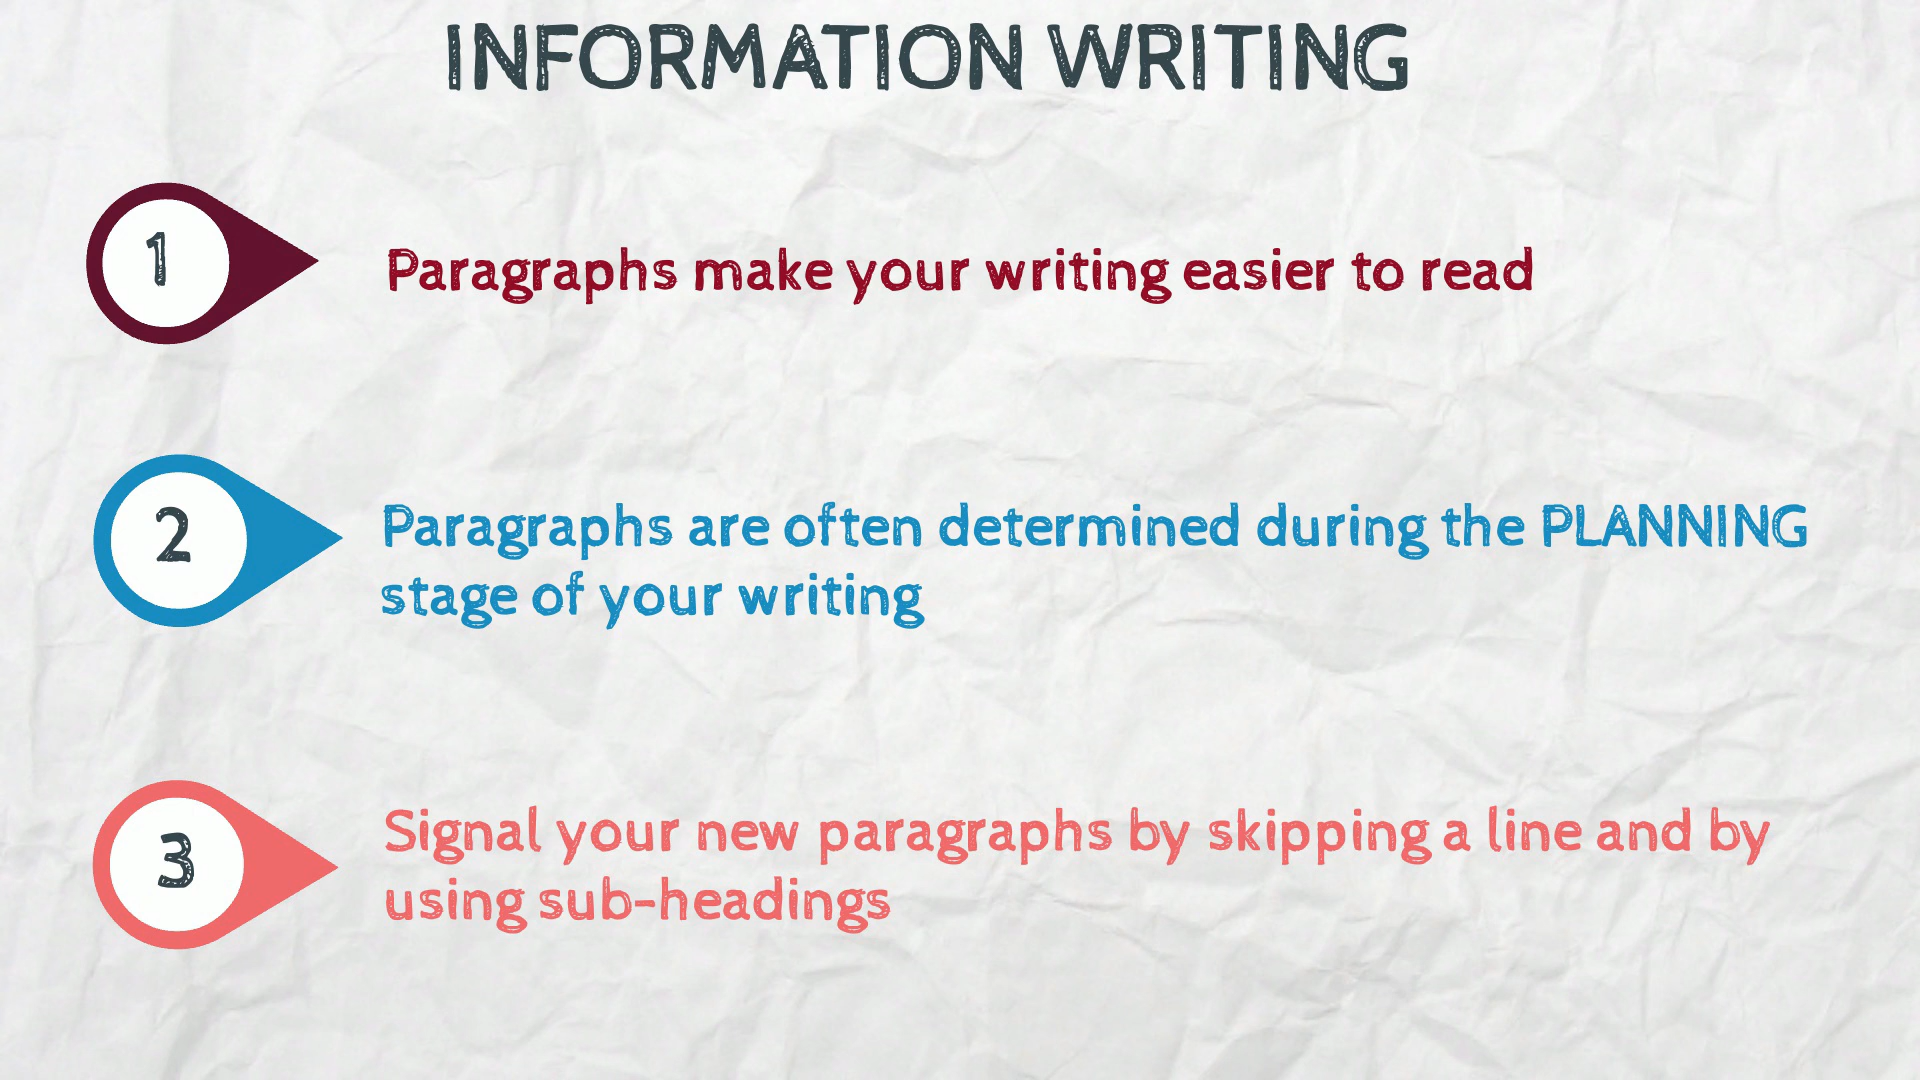 INFORMATION WRITING
1
Paragraphs make your writing easier to read
2
Paragraphs are often determined during the PLANNING
stage of your writing
3
Signal your new paragraphs by skipping a line and by
using sub-headings